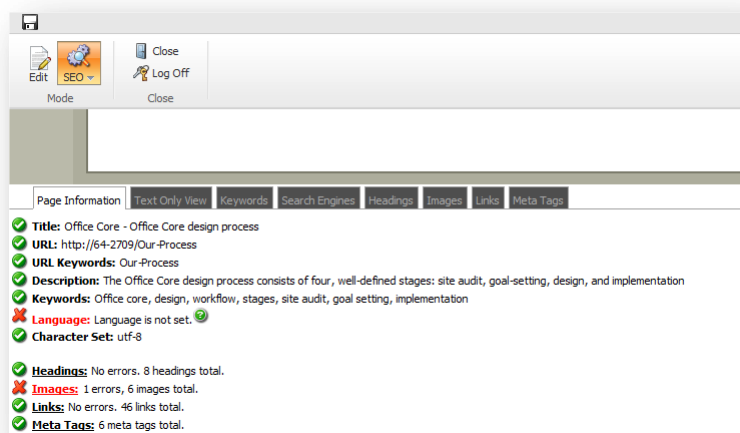 Close
Edit SEO Log Off
Mode Close
Page Information Text Only View Keywords Search Engines Headings Images Links Meta Tags
Title: Office Core - Office Core design process
URL: http://64-2709/Our-Process
URL Keywords: Our-Process
Description: The Office Core design process consists of four, well-defined stages: site audit, goal-setting, design, and implementation
Keywords: Office core, design, workflow, stages, site audit, goal setting, implementation
Language: Language is not set.
Character Set: utf-8
Headings: No errors. 8 headings total.
Images: 1 errors, 6 images total.
Links: No errors. 46 links total.
Meta Tags: 6 meta tags total.